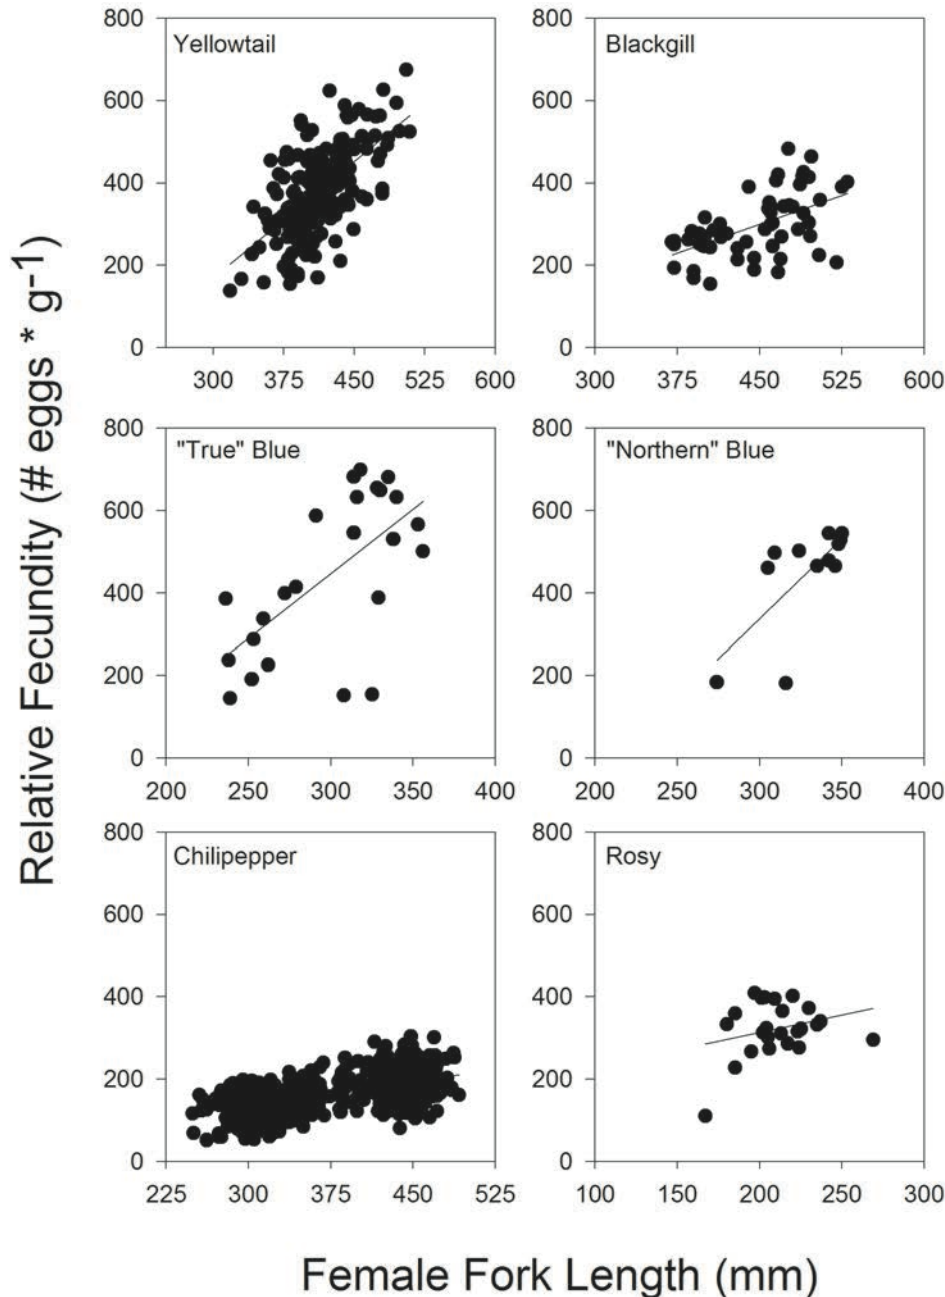 Relative Fecundity (# eggs * g-1)
Yellowtail
800
600
400
200
0
300 375 450 525 600
Blackgill
800
600
400
200
0
300 375 450 525 600
"True" Blue
800
600
400
200
0
200 250 300 350 400
"Northern" Blue
800
600
400
200
0
200 250 300 350 400
Chilipepper
800
600
400
200
0
225 300 375 450 525
Rosy
800
600
400
200
0
100 150 200 250 300
Female Fork Length (mm)